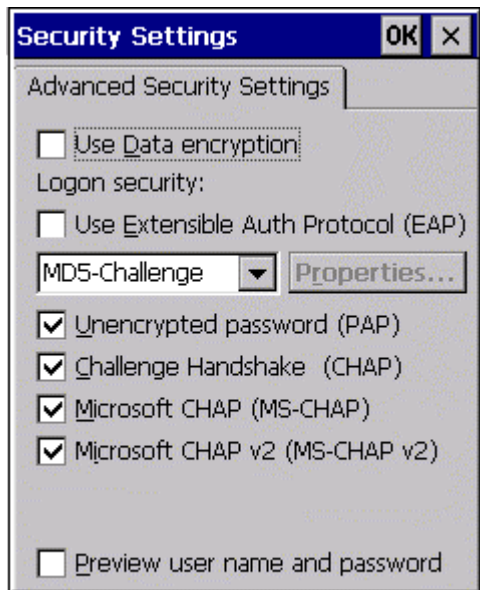 Security Settings OK ×
Advanced Security Settings
Use Data encryption
Logon security:
Use Extensible Auth Protocol (EAP)
MD5-Challenge Properties...
Unencrypted password (PAP)
Challenge Handshake (CHAP)
Microsoft CHAP (MS-CHAP)
Microsoft CHAP v2 (MS-CHAP v2)
Preview user name and password